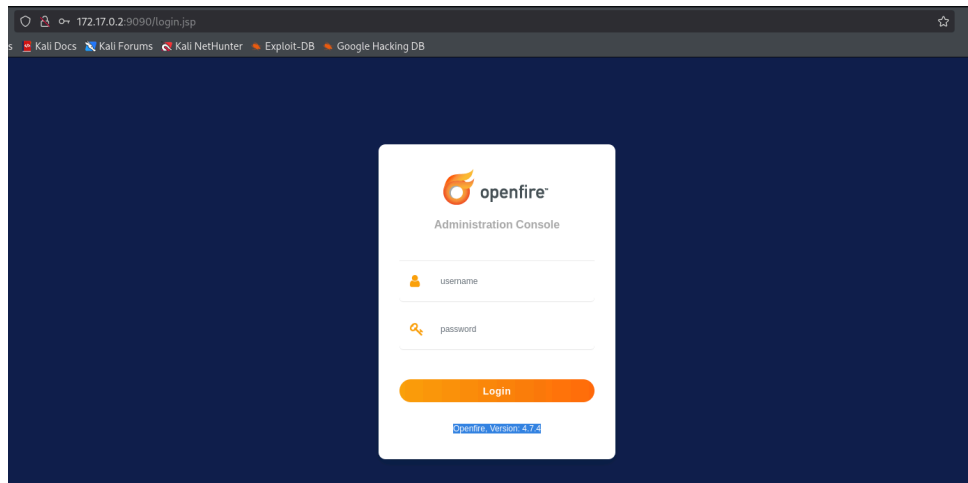 172.17.0.2:9090/login.jsp
s Kali Docs Kali Forums Kali NetHunter Exploit-DB Google Hacking DB
openfire™
Administration Console
username
password
Login
Openfire, Version: 4.7.4